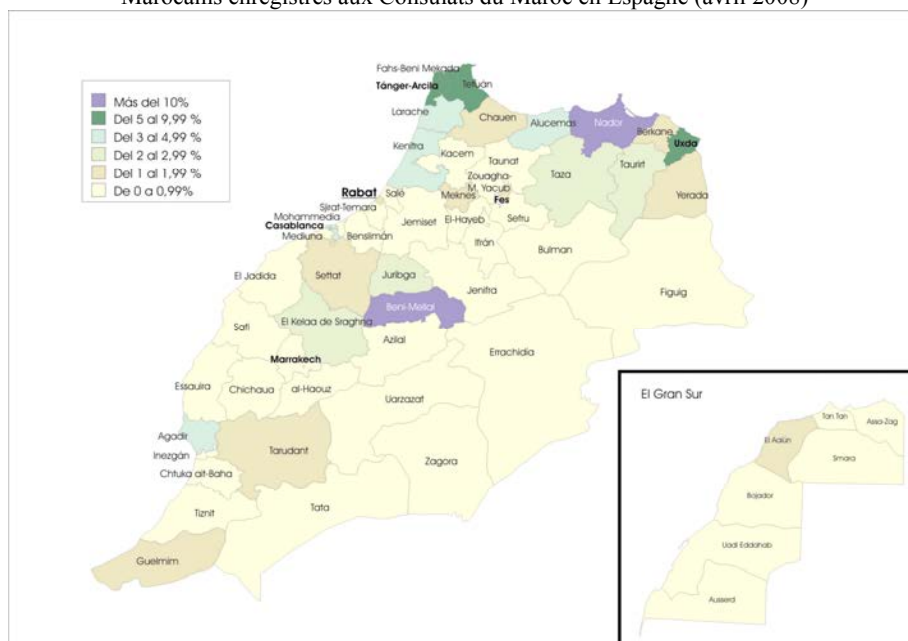 Marocains enregistrés aux Consulats du Maroc en Espagne (avril 2008)
Más del 10%
Del 5 al 9,99 %
Del 3 al 4,99 %
Del 2 al 2,99 %
Del 1 al 1,99 %
De 0 a 0,99%
Fahs-Beni Mekada
Tánger-Arcila
Tetuán
Larache
Chauen
Alucemas
Nador
Berkane
Uxda
Kenitra
Kacem
Taunat
Taza
Taurirt
Zouagha-
M. Yacub
Yerada
Rabat
Salé
Meknes
Fes
Sjirat-Temara
Mohammedia
Jemiset
El-Hayeb
Sefru
Casablanca
Mediuna
Benslimán
Ifrán
Bulman
El Jadida
Settat
Juribga
Jenifra
Figuig
Beni-Mellal
Safi
El Kelaa de Sraghna
Azilal
Errachidia
Marrakech
Essauira
Chichaua
al-Haouz
Uarzazat
Agadir
Inezgán
Tarudant
Zagora
Chtuka ait-Baha
Tiznit
Tata
Guelmim
El Gran Sur
Tan Tan
Assa-Zag
El Aaiún
Smara
Bojador
Uadi Eddahab
Ausserd